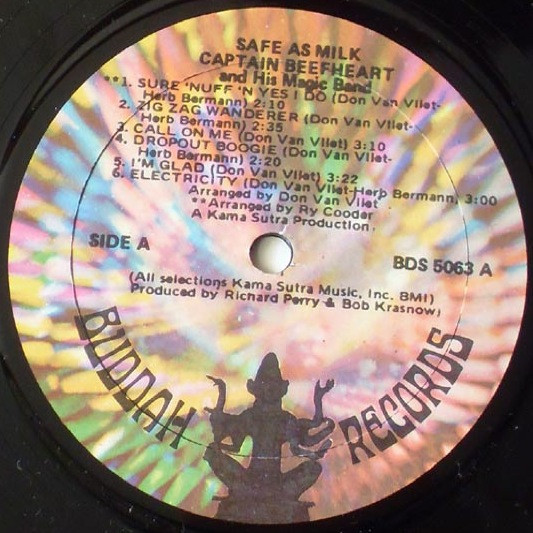 SAFE AS MILK
CAPTAIN BEEFHEART
and His Magic Band
**1. SURE 'NUFF 'N YES I DO (Don Van Vliet-
Herb Bermann) 2:10
2. ZIG ZAG WANDERER (Don Van Vliet-
Herb Bermann) 2:35
3. CALL ON ME (Don Van Vliet) 3:10
4. DROPOUT BOOGIE (Don Van Vliet-
Herb Bermann) 2:20
5. I'M GLAD (Don Van Vliet) 3:22
6. ELECTRICITY (Don Van Vliet-Herb Bermann, 3:00
Arranged by Don Van Vliet
**Arranged by Ry Cooder
A Kama Sutra Production
SIDE A
BDS 5063 A
(All selections Kama Sutra Music, Inc. BMI)
Produced by Richard Perry & Bob Krasnow)
BUDDAH RECORDS